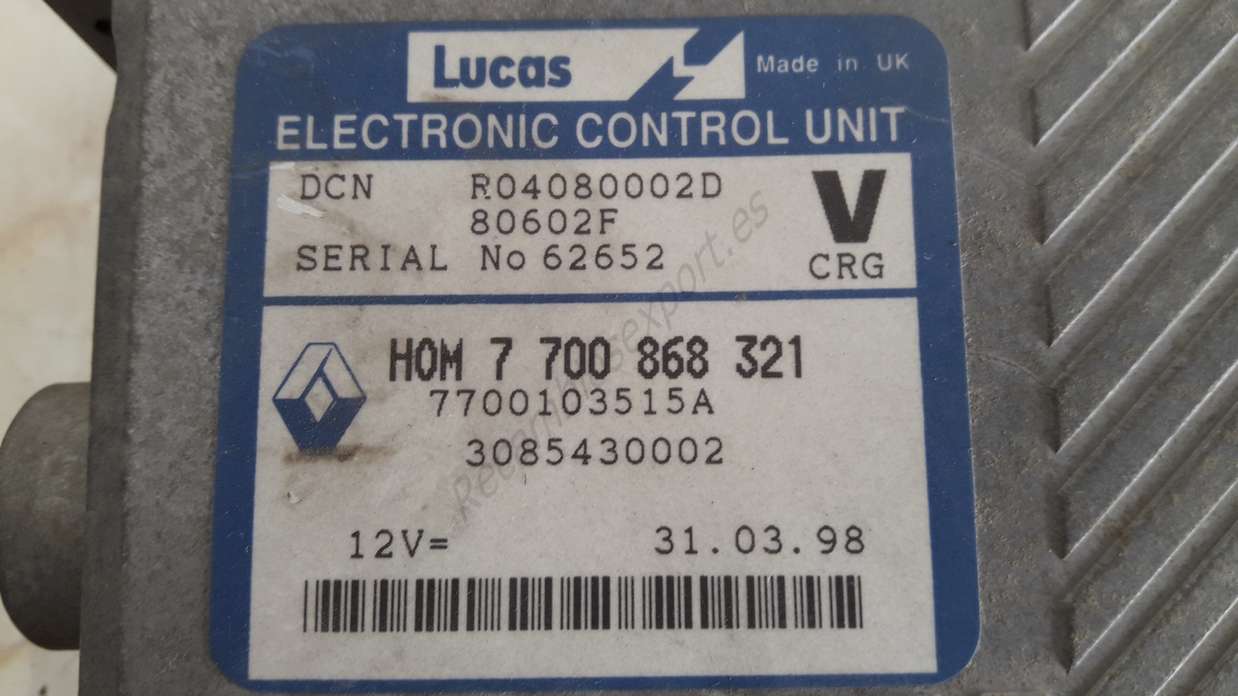 Lucas
Made in UK
ELECTRONIC CONTROL UNIT
DCN R04080002D
80602F
V
SERIAL No 62652
CRG
HOM 7 700 868 321
7700103515A
3085430002
12V= 31.03.98